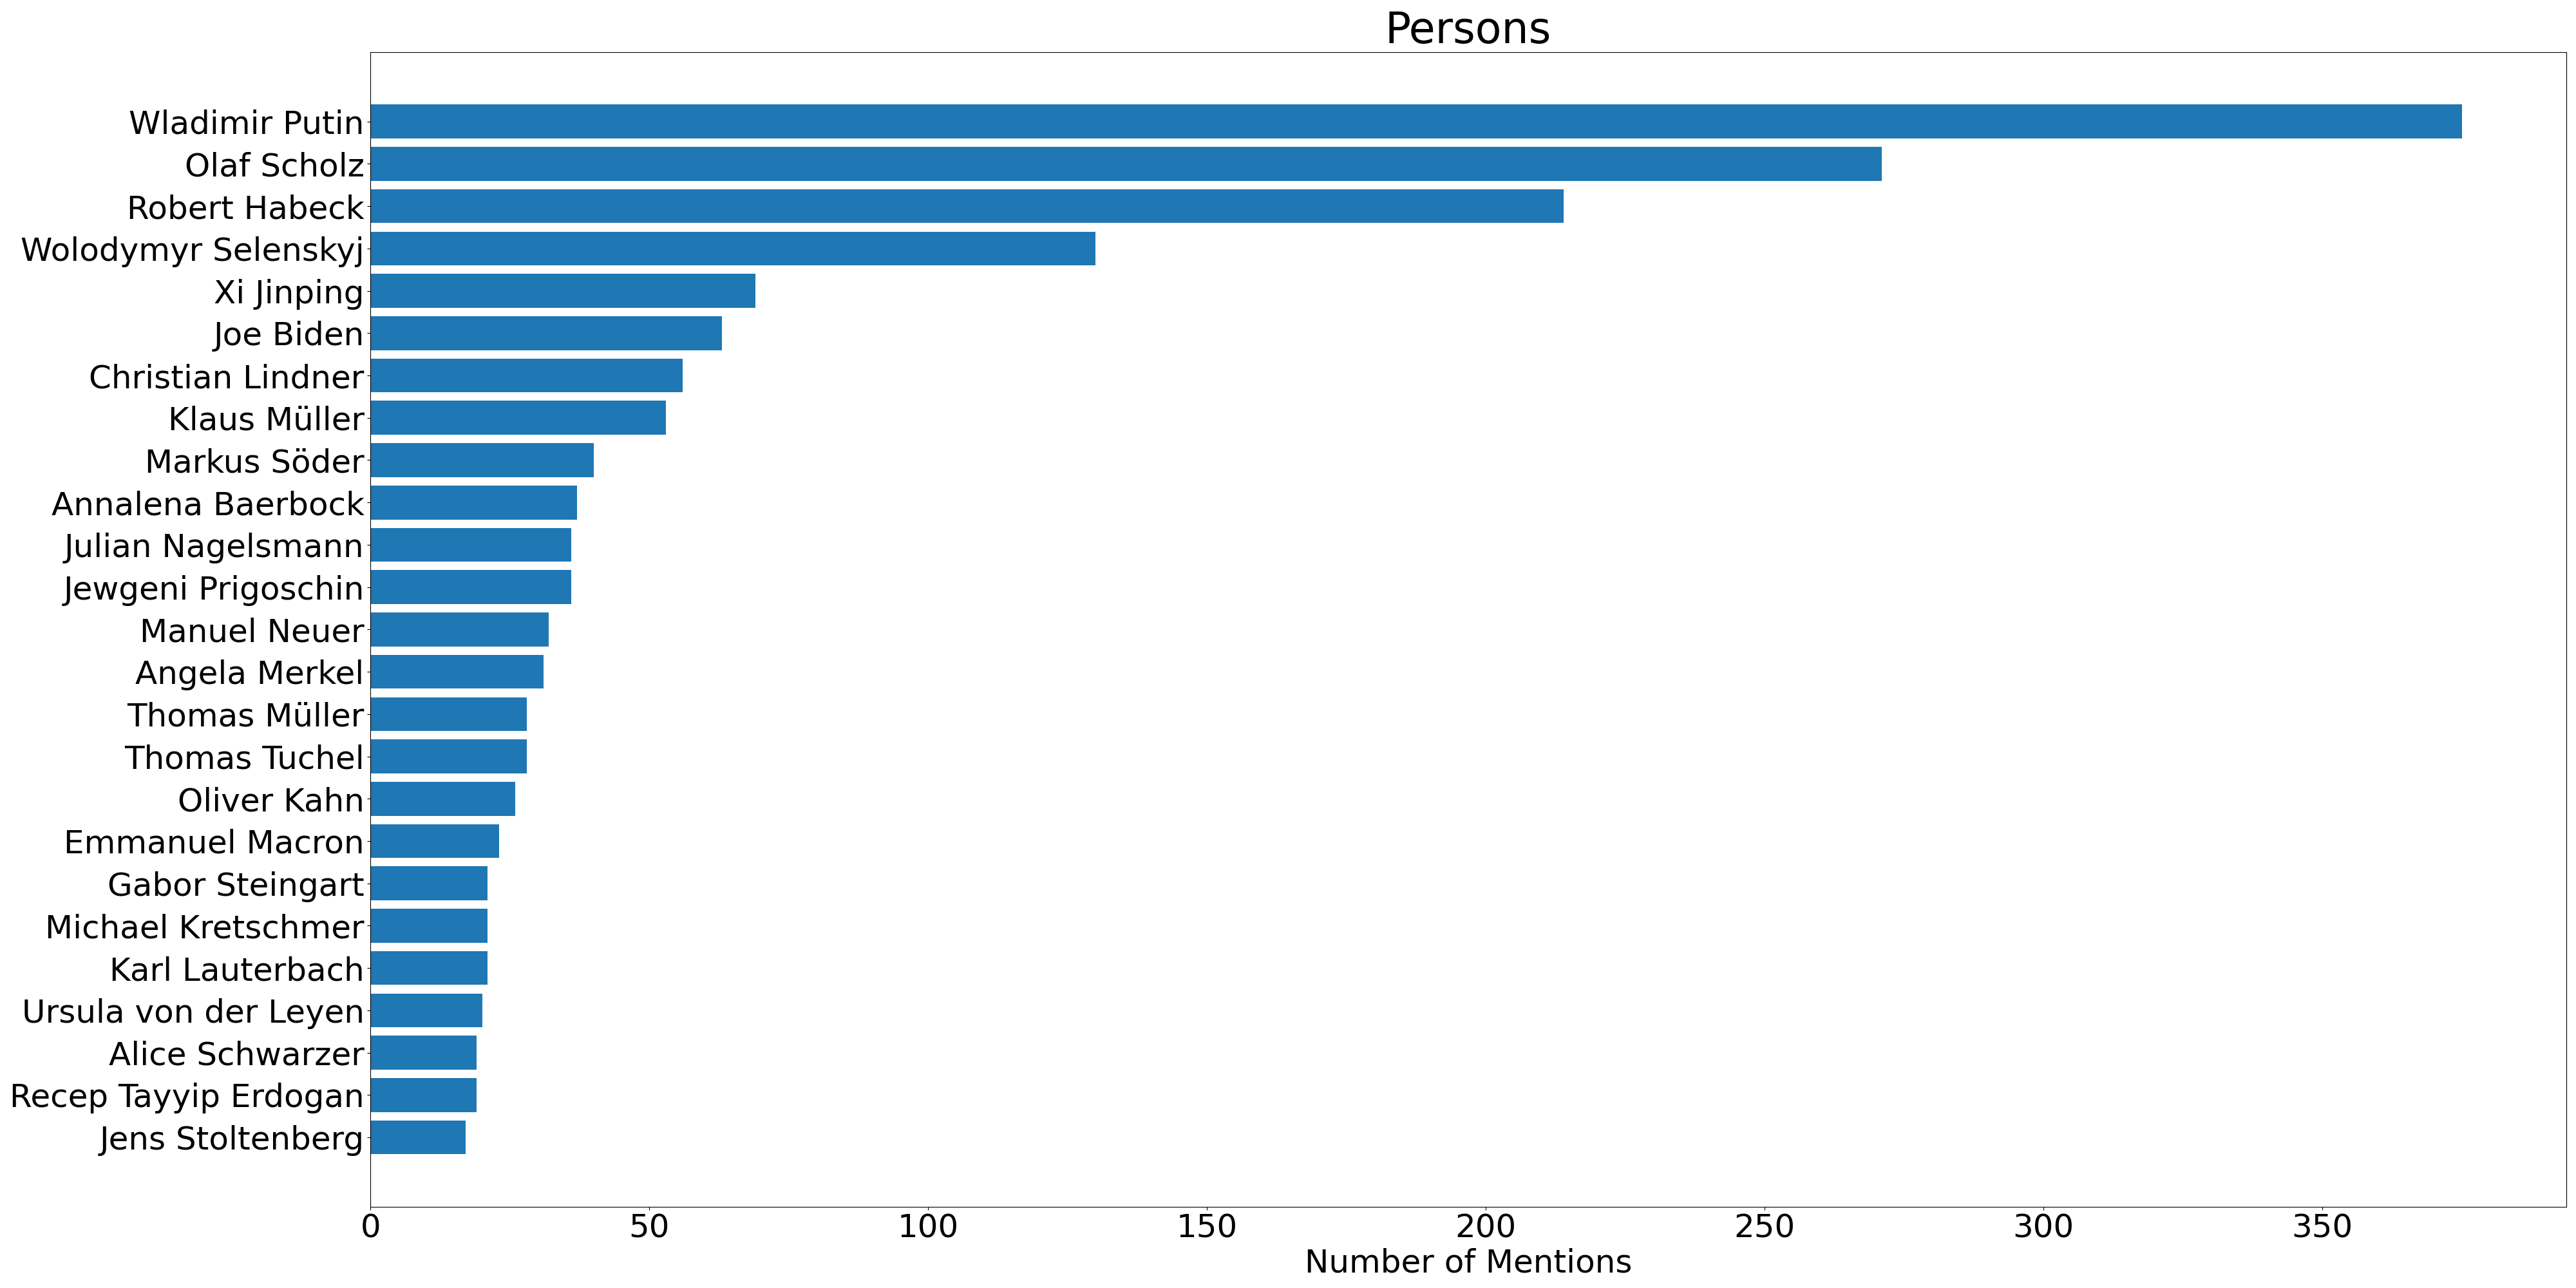 Persons
Wladimir Putin
Olaf Scholz
Robert Habeck
Wolodymyr Selenskyj
Xi Jinping
Joe Biden
Christian Lindner
Klaus Müller
Markus Söder
Annalena Baerbock
Julian Nagelsmann
Jewgeni Prigoschin
Manuel Neuer
Angela Merkel
Thomas Müller
Thomas Tuchel
Oliver Kahn
Emmanuel Macron
Gabor Steingart
Michael Kretschmer
Karl Lauterbach
Ursula von der Leyen
Alice Schwarzer
Recep Tayyip Erdogan
Jens Stoltenberg
0 50 100 150 200 250 300 350
Number of Mentions